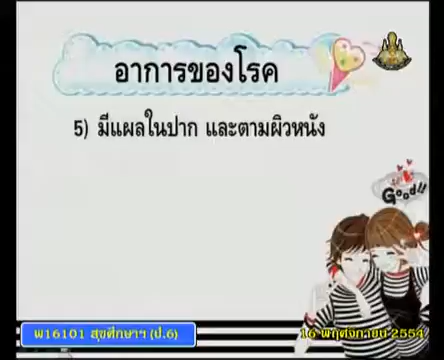 อาการของโรค
5) มีแผลในปาก และตามผิวหนัง
Good!!
พ16101 สุขศึกษาฯ (ป.6)
16 พฤศจิกายน 2554